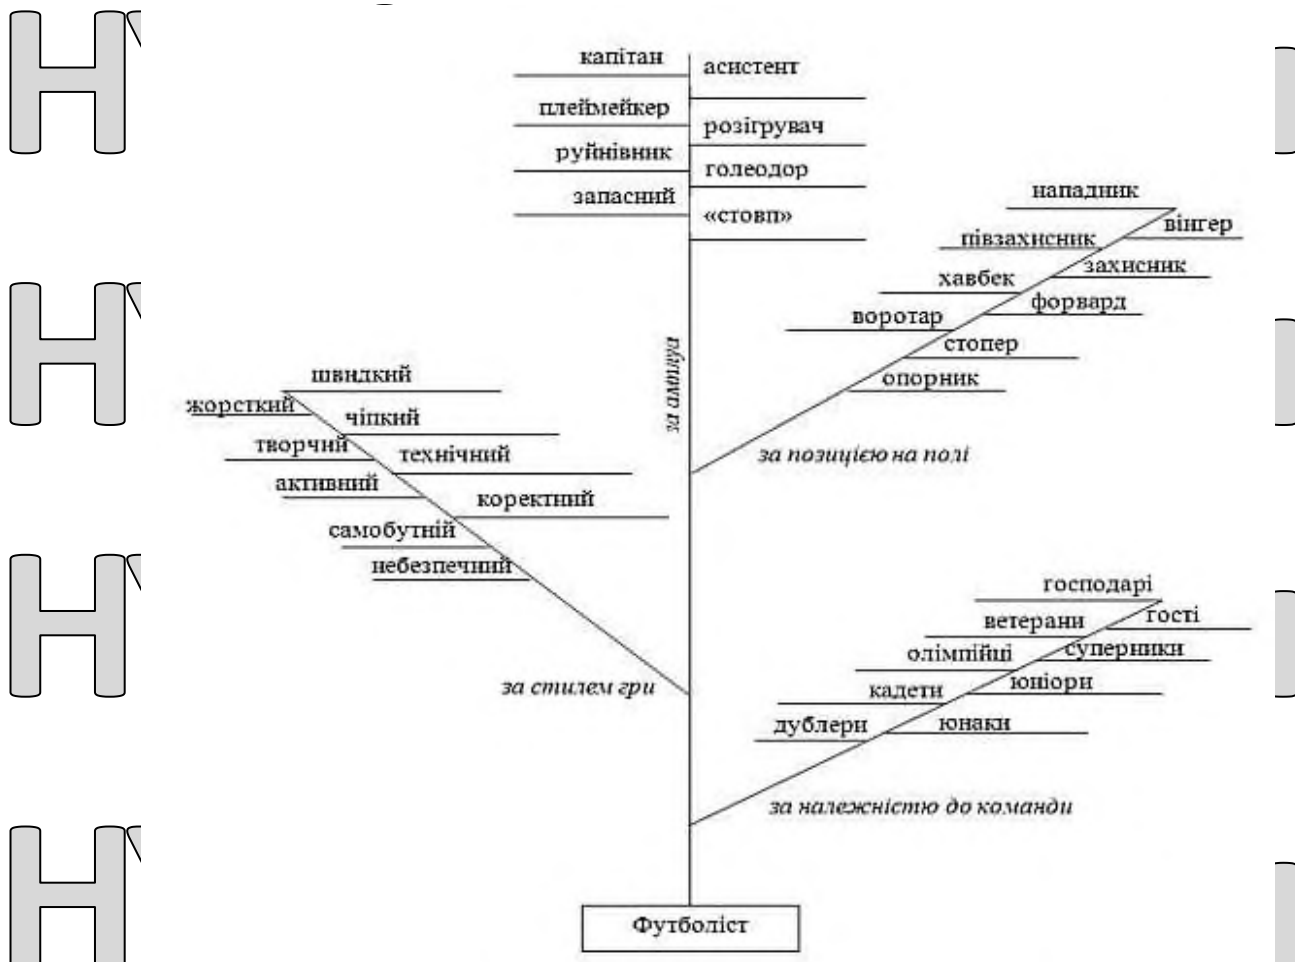 капітан
асистент
плеймейкер
розігрувач
руйнівник
голеодор
запасний
«стовп»
за амплуа
нападник
вінгер
півзахисник
захисник
хавбек
форвард
воротар
стопер
опорник
за позицією на полі
швидкий
жорсткий
чіпкий
творчий
технічний
активний
коректний
самобутній
небезпечний
за стилем гри
господарі
гості
ветерани
суперники
олімпійці
юніори
кадети
юнаки
дублери
за належністю до команди
Футболіст
Н
Н
Н
Н